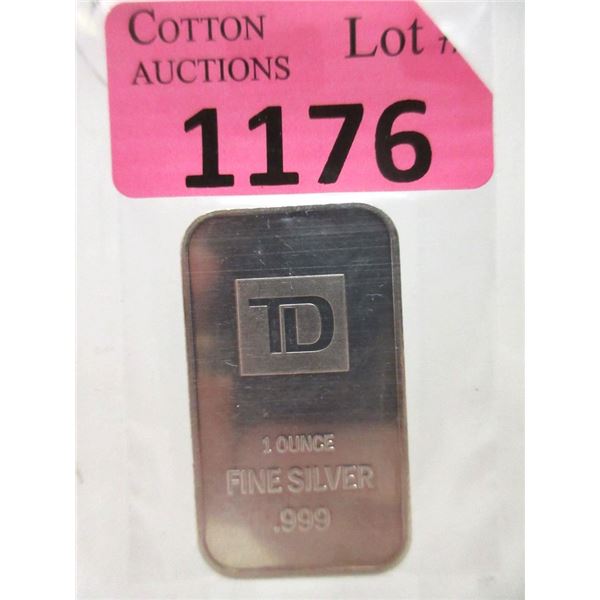 COTTON Lot #
AUCTIONS
1176
TD
1 OUNCE
FINE SILVER
.999